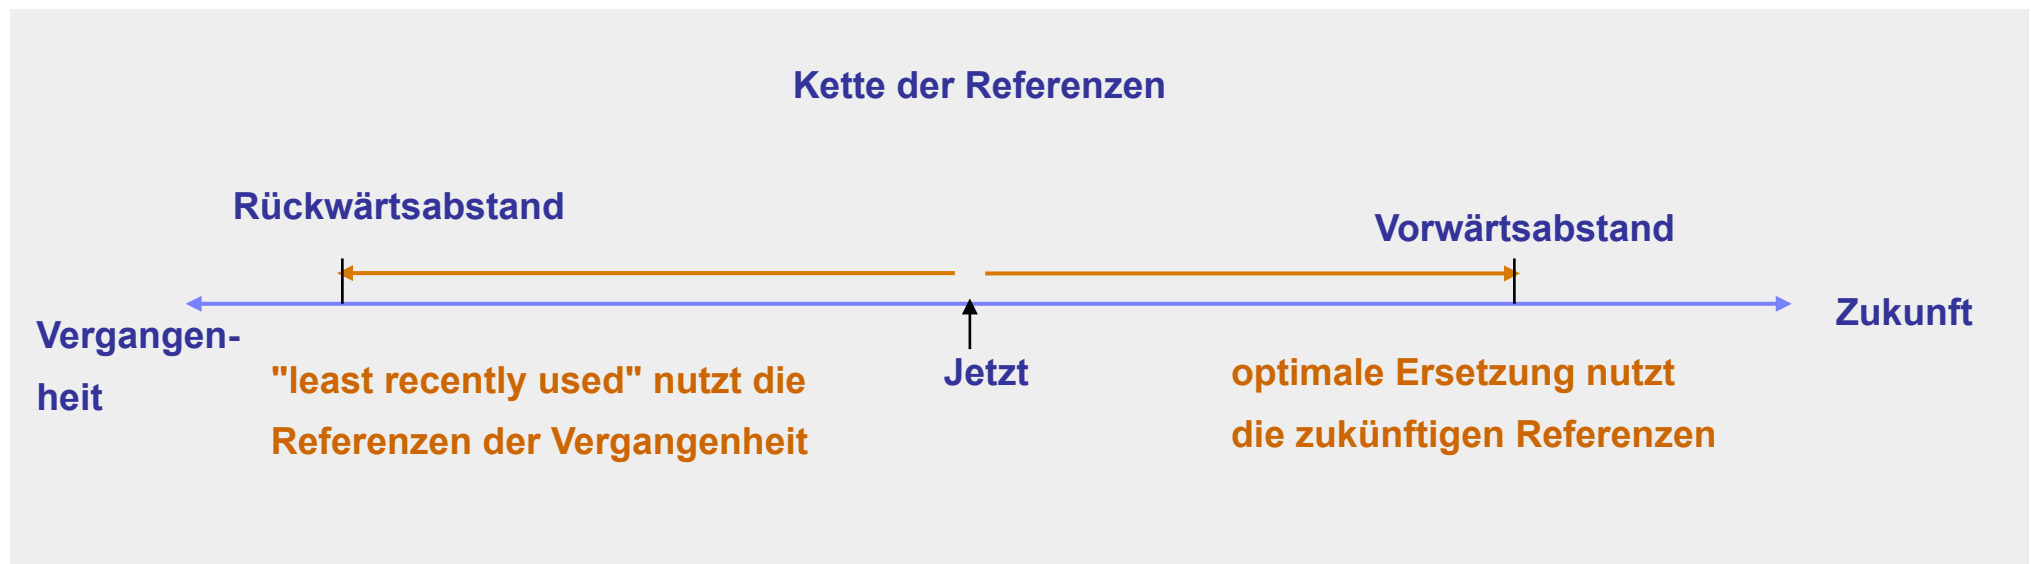 Kette der Referenzen
Rückwärtsabstand
Vorwärtsabstand
Vergangen-
heit
Zukunft
"least recently used" nutzt die
Referenzen der Vergangenheit
Jetzt
optimale Ersetzung nutzt
die zukünftigen Referenzen